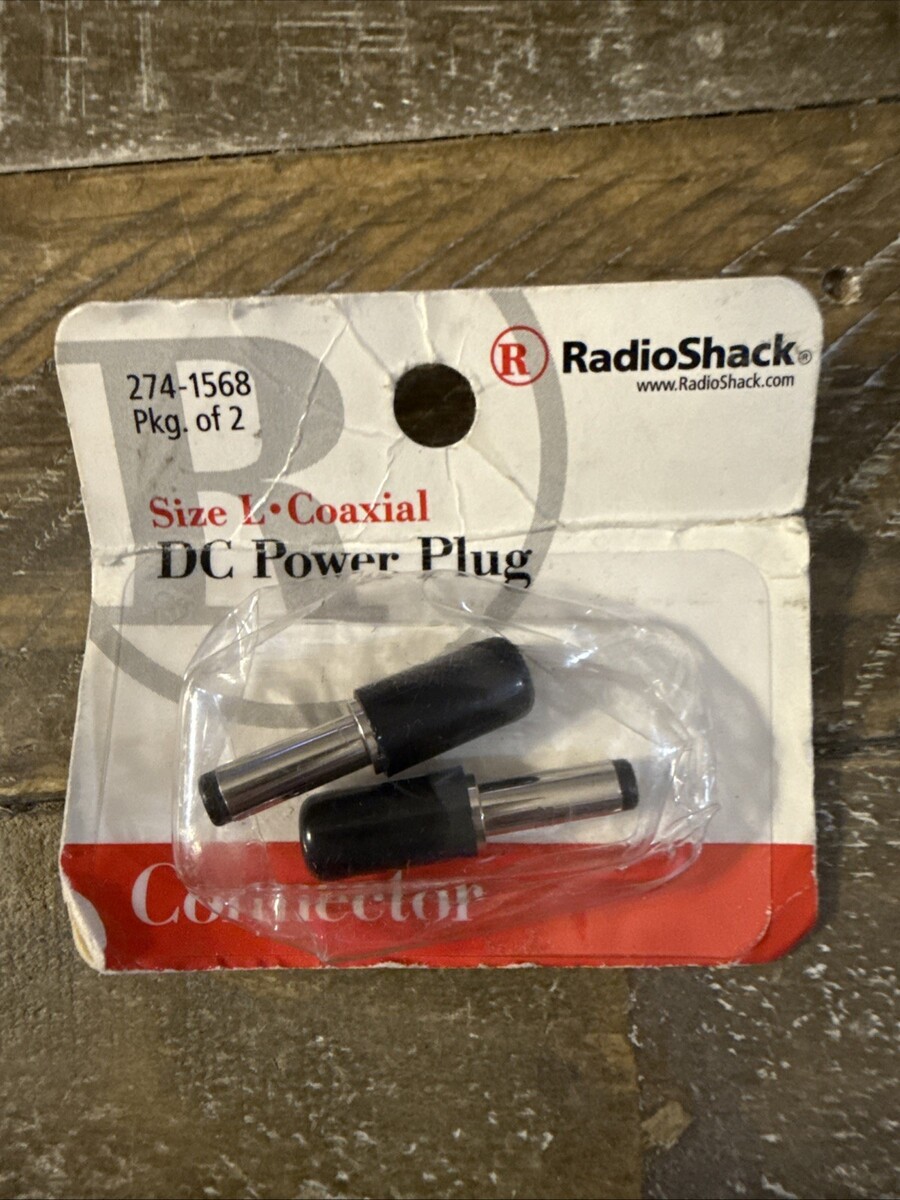 274-1568
Pkg. of 2
R RadioShack®
www.RadioShack.com
Size L•Coaxial
DC Power Plug
Connector